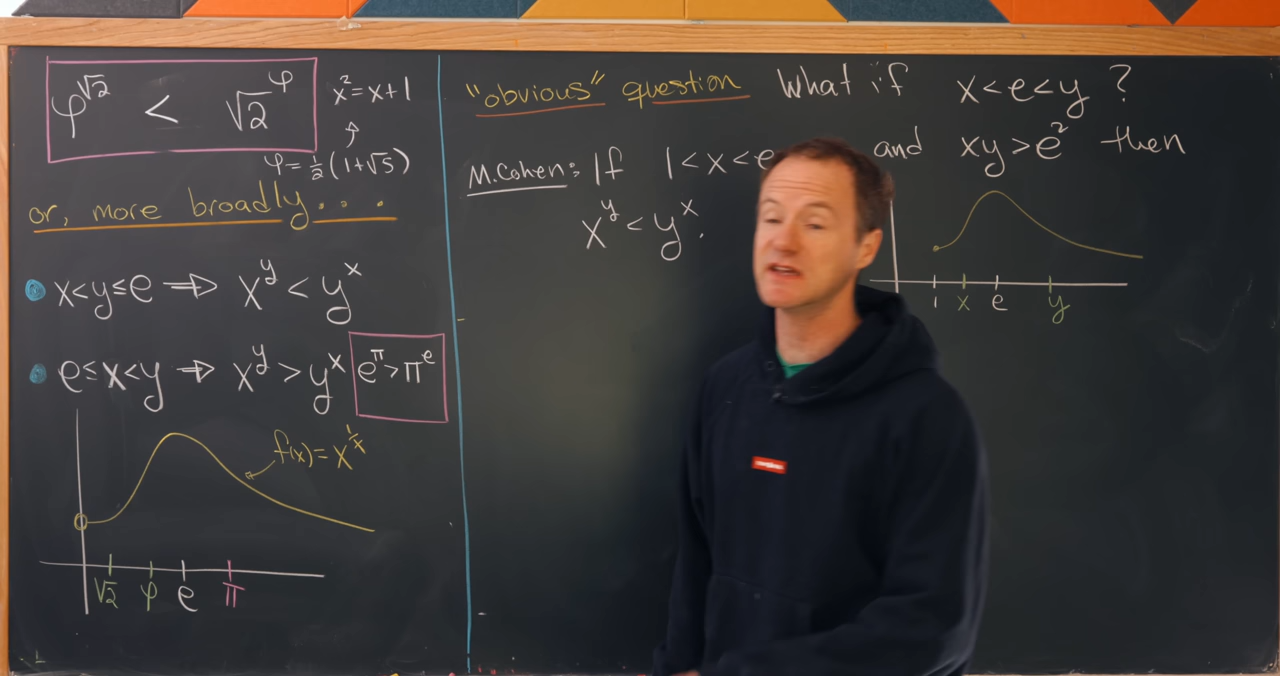 φ^√2 < √2^φ
x² = x+1
φ = ½(1+√5)
or, more broadly...
x<y≤e ⇒ x^y < y^x
e≤x<y ⇒ x^y > y^x
e^π > π^e
f(x) = x^(1/x)
√2 φ e π
"obvious" question What if x<e<y ?
M.Cohen: If 1<x<e and xy>e² then
x^y < y^x.
1 x e y